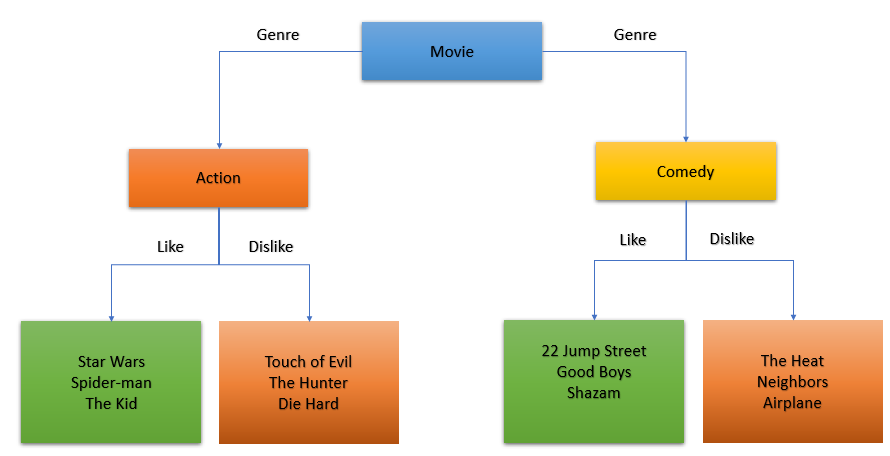 Genre
Movie
Genre
Action
Comedy
Like
Dislike
Like
Dislike
Star Wars
Spider-man
The Kid
Touch of Evil
The Hunter
Die Hard
22 Jump Street
Good Boys
Shazam
The Heat
Neighbors
Airplane